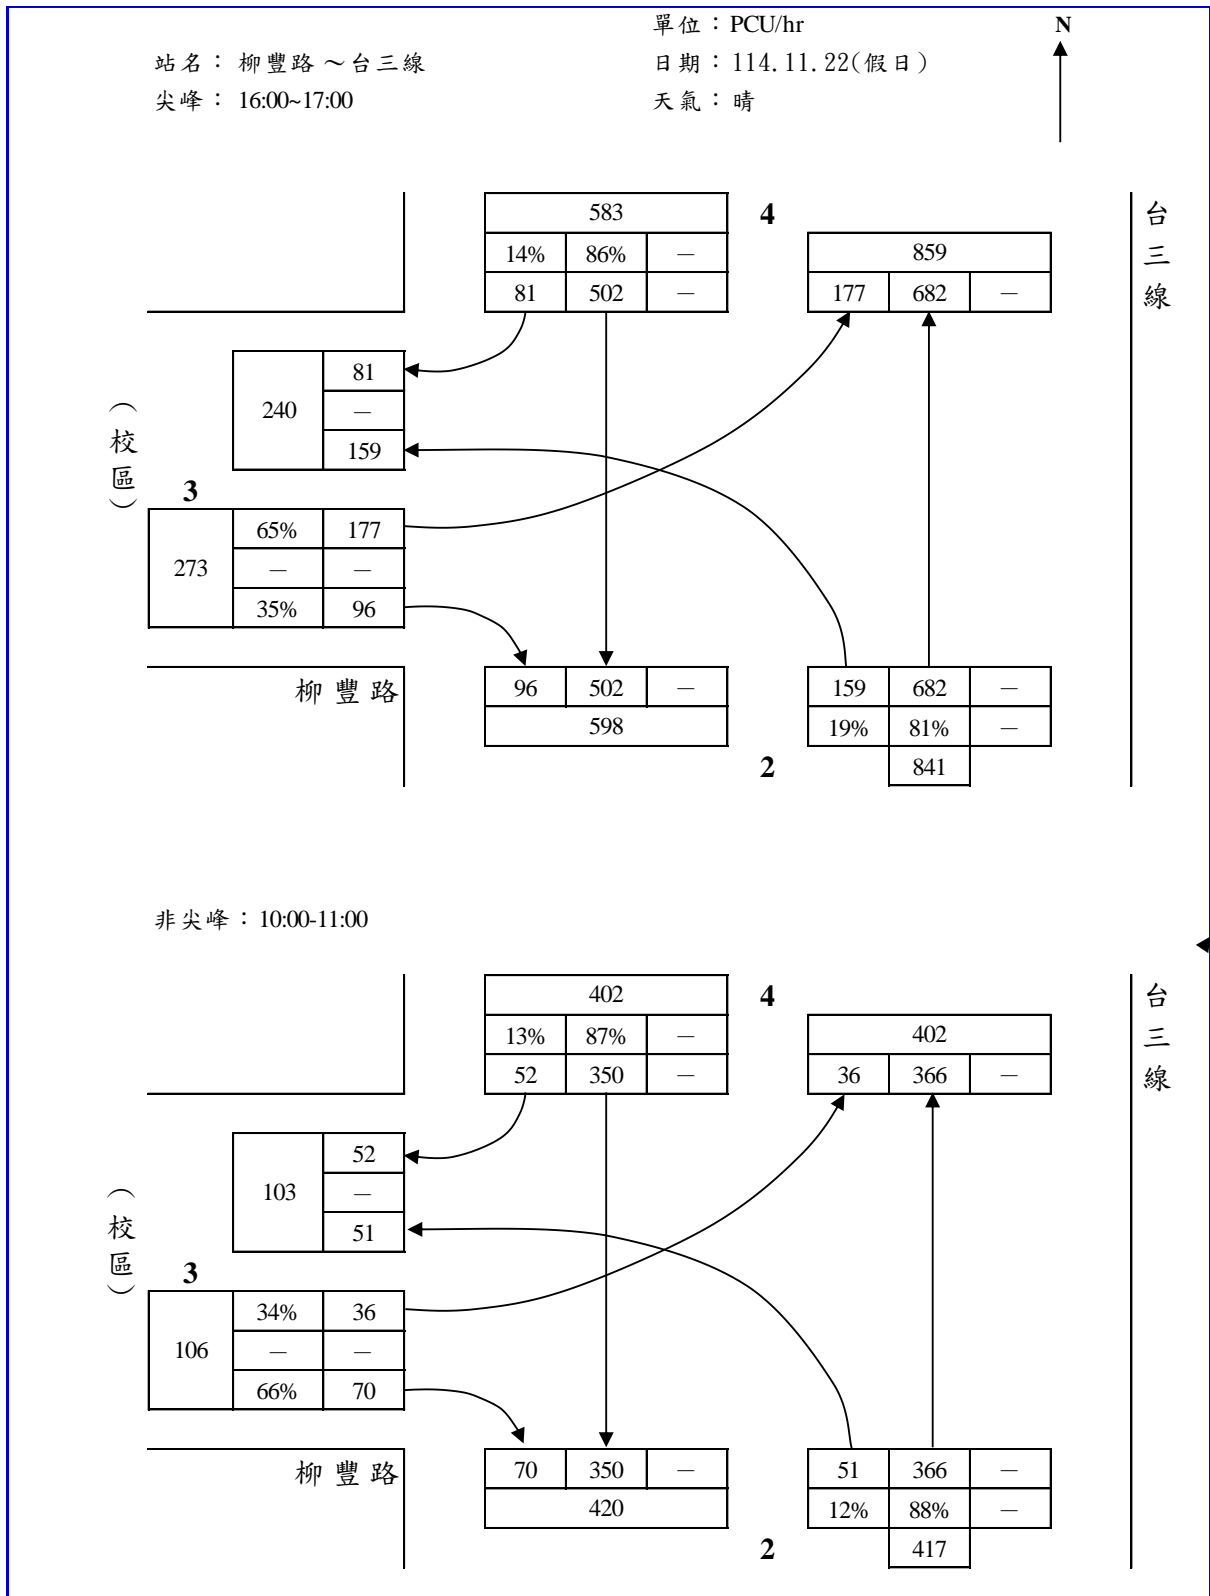 單位：PCU/hr
N
站名： 柳豐路～台三線
日期：114.11.22(假日)
尖峰： 16:00~17:00
天氣：晴
583
4
14% 86% —
859
81 502 —
177 682 —
台三線
81
240
—
159
（校區）
3
65% 177
273
— —
35% 96
柳豐路
96 502 —
159 682 —
598
19% 81% —
2
841
非尖峰：10:00-11:00
402
4
13% 87% —
402
52 350 —
36 366 —
台三線
52
103
—
51
（校區）
3
34% 36
106
— —
66% 70
柳豐路
70 350 —
51 366 —
420
12% 88% —
2
417